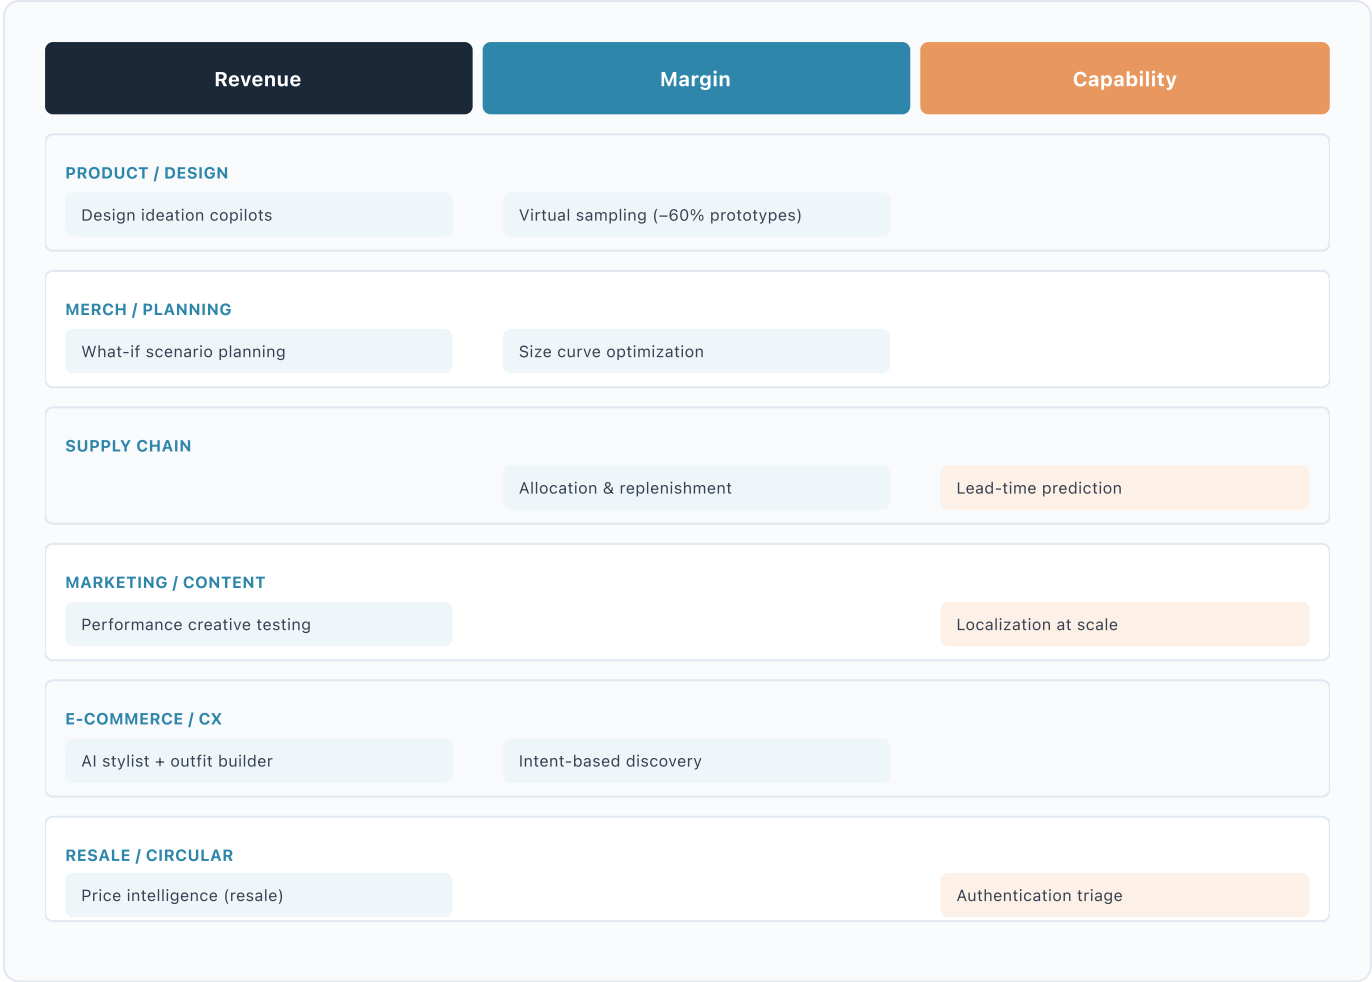 Revenue
Margin
Capability
PRODUCT / DESIGN
Design ideation copilots
Virtual sampling (−60% prototypes)
MERCH / PLANNING
What-if scenario planning
Size curve optimization
SUPPLY CHAIN
Allocation & replenishment
Lead-time prediction
MARKETING / CONTENT
Performance creative testing
Localization at scale
E-COMMERCE / CX
AI stylist + outfit builder
Intent-based discovery
RESALE / CIRCULAR
Price intelligence (resale)
Authentication triage